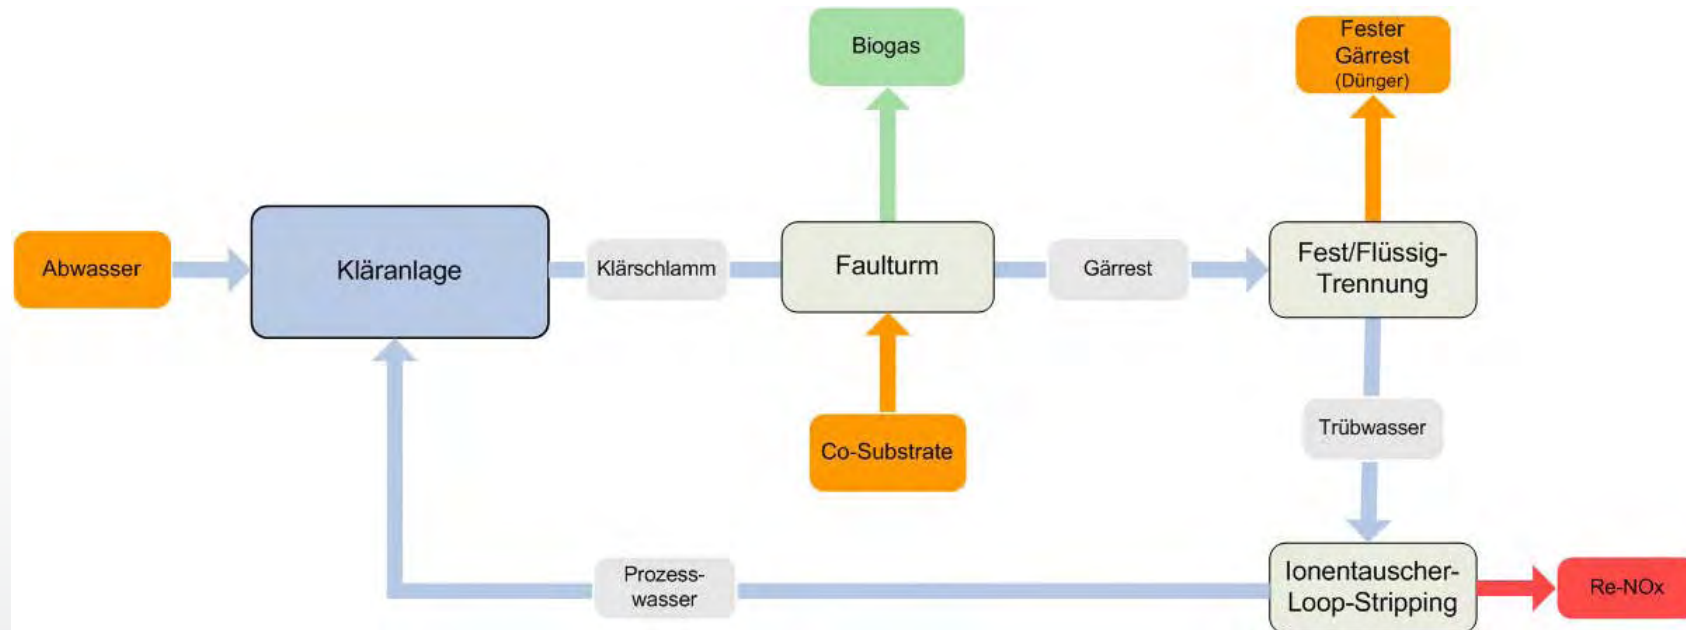 Biogas
Fester
Gärrest
(Dünger)
Abwasser
Kläranlage
Klärschlamm
Faulturm
Gärrest
Fest/Flüssig-
Trennung
Co-Substrate
Trübwasser
Prozess-
wasser
Ionentauscher-
Loop-Stripping
Re-NOx